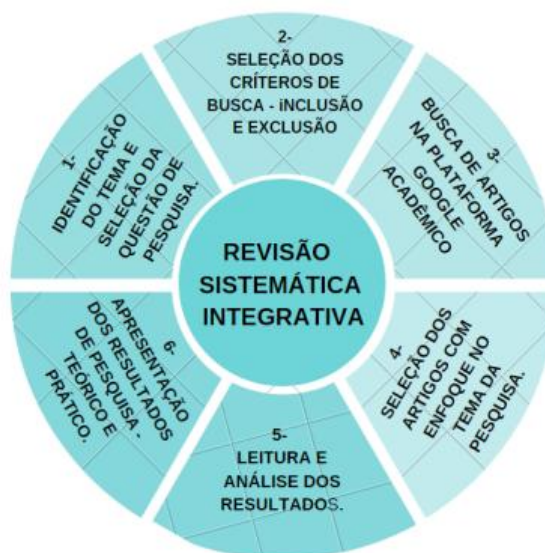 1-
IDENTIFICAÇÃO
DO TEMA E
SELEÇÃO DA
QUESTÃO DE
PESQUISA.
2-
SELEÇÃO DOS
CRÍTEROS DE
BUSCA - iNCLUSÃO
E EXCLUSÃO
3-
BUSCA DE ARTIGOS
NA PLATAFORMA
GOOGLE
ACADÊMICO
4-
SELEÇÃO DOS
ARTIGOS COM
ENFOQUE NO
TEMA DA
PESQUISA.
5-
LEITURA E
ANÁLISE DOS
RESULTADOS.
6-
APRESENTAÇÃO
DOS RESULTADOS
DE PESQUISA -
TEÓRICO E
PRÁTICO.
REVISÃO
SISTEMÁTICA
INTEGRATIVA